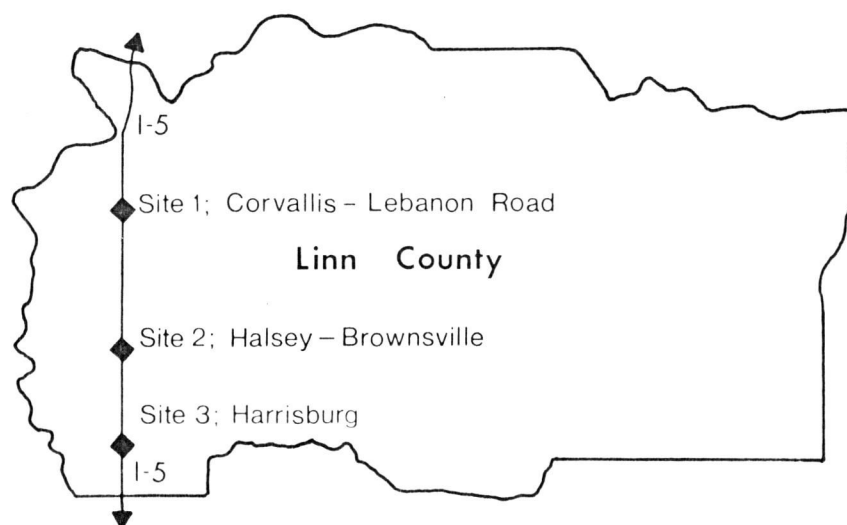 I-5
Site 1; Corvallis – Lebanon Road
Linn County
Site 2; Halsey – Brownsville
Site 3; Harrisburg
I-5